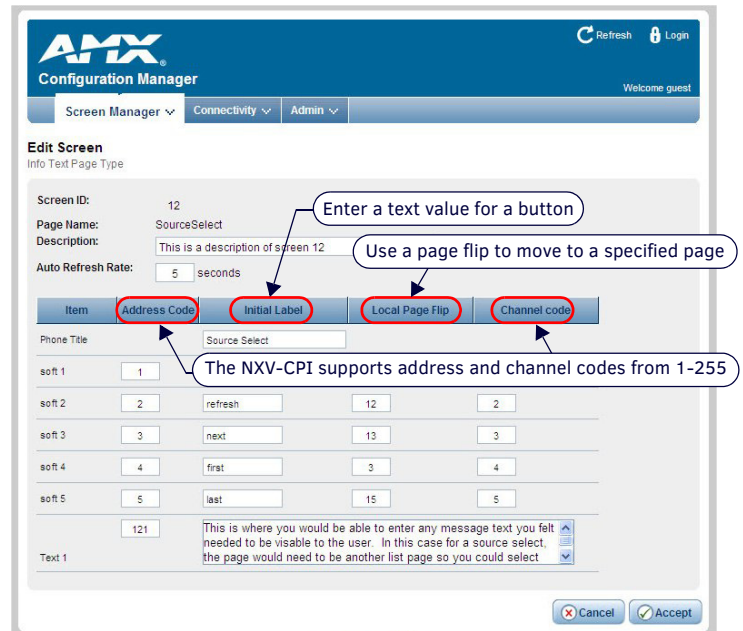 AMX
Refresh Login
Configuration Manager
Welcome guest
Screen Manager Connectivity Admin
Edit Screen
Info Text Page Type
Screen ID: 12
Enter a text value for a button
Page Name: SourceSelect
Description: This is a description of screen 12
Use a page flip to move to a specified page
Auto Refresh Rate: 5 seconds
Item Address Code Initial Label Local Page Flip Channel code
Phone Title Source Select
The NXV-CPI supports address and channel codes from 1-255
soft 1 1
soft 2 2 refresh 12 2
soft 3 3 next 13 3
soft 4 4 first 3 4
soft 5 5 last 15 5
121 This is where you would be able to enter any message text you felt
needed to be visable to the user. In this case for a source select,
Text 1 the page would need to be another list page so you could select
Cancel Accept